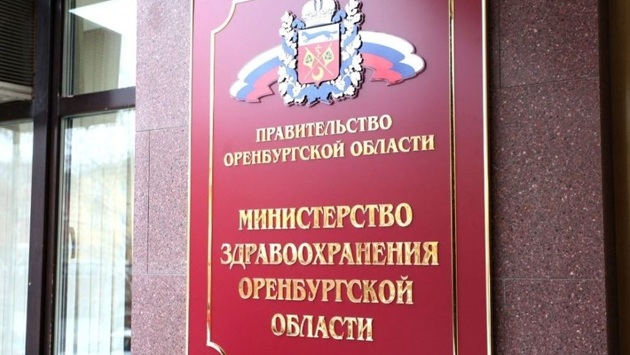 ПРАВИТЕЛЬСТВО
ОРЕНБУРГСКОЙ ОБЛАСТИ
МИНИСТЕРСТВО
ЗДРАВООХРАНЕНИЯ
ОРЕНБУРГСКОЙ
ОБЛАСТИ